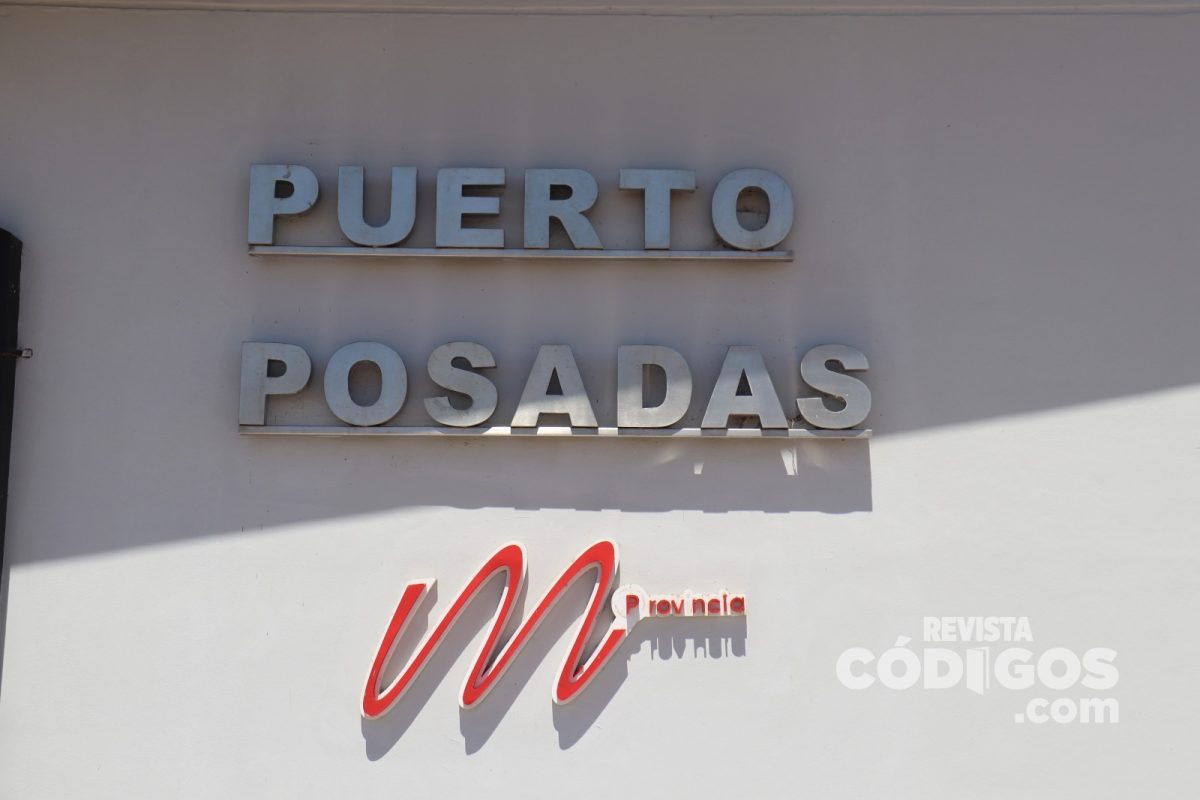 PUERTO
POSADAS
m Provincia
REVISTA
CÓDIGOS
.com